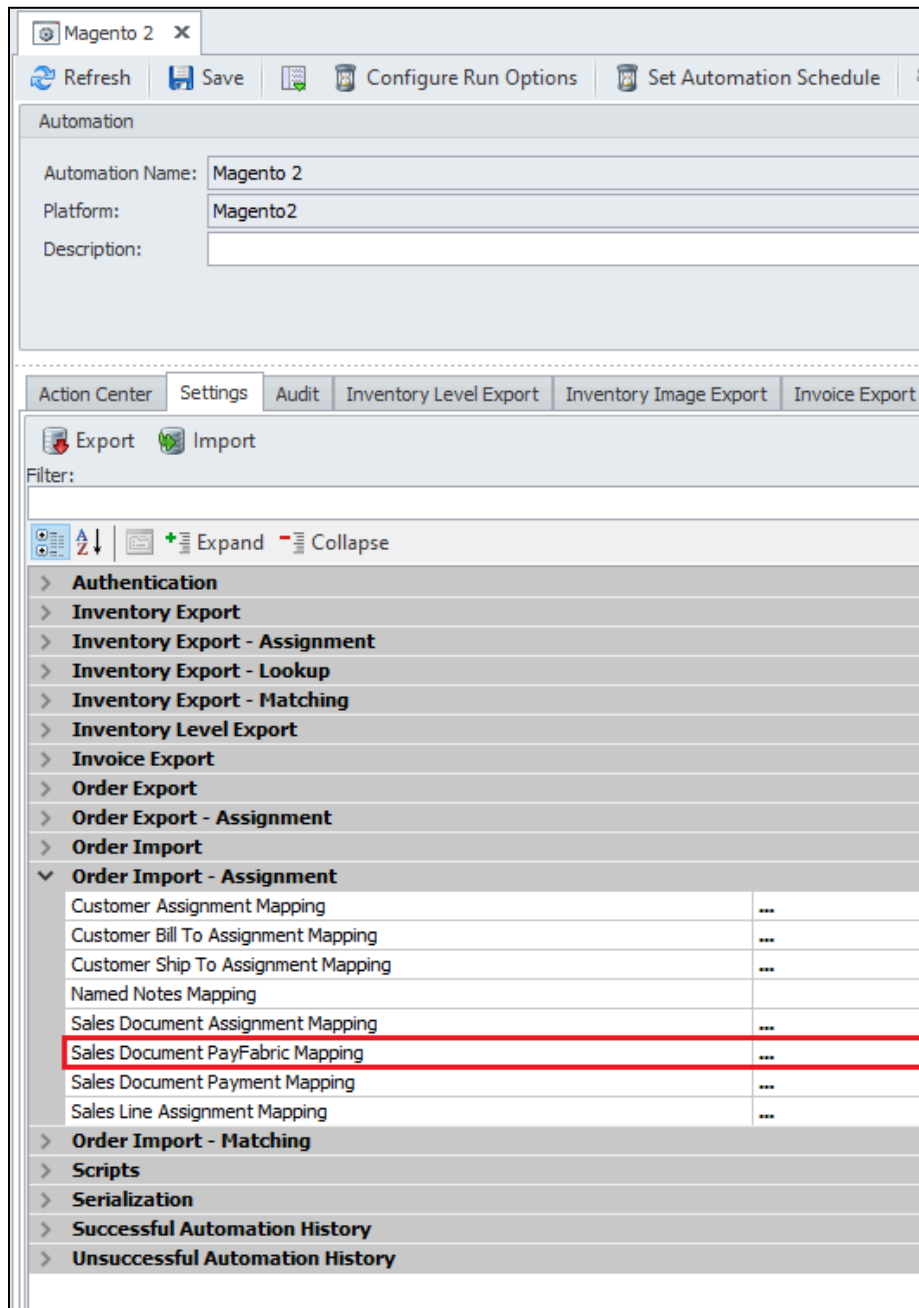 Magento 2
Refresh Save Configure Run Options Set Automation Schedule
Automation
Automation Name: Magento 2
Platform: Magento2
Description:
Action Center Settings Audit Inventory Level Export Inventory Image Export Invoice Export
Export Import
Filter:
Expand Collapse
Authentication
Inventory Export
Inventory Export - Assignment
Inventory Export - Lookup
Inventory Export - Matching
Inventory Level Export
Invoice Export
Order Export
Order Export - Assignment
Order Import
Order Import - Assignment
Customer Assignment Mapping ...
Customer Bill To Assignment Mapping ...
Customer Ship To Assignment Mapping ...
Named Notes Mapping
Sales Document Assignment Mapping ...
Sales Document PayFabric Mapping ...
Sales Document Payment Mapping ...
Sales Line Assignment Mapping ...
Order Import - Matching
Scripts
Serialization
Successful Automation History
Unsuccessful Automation History